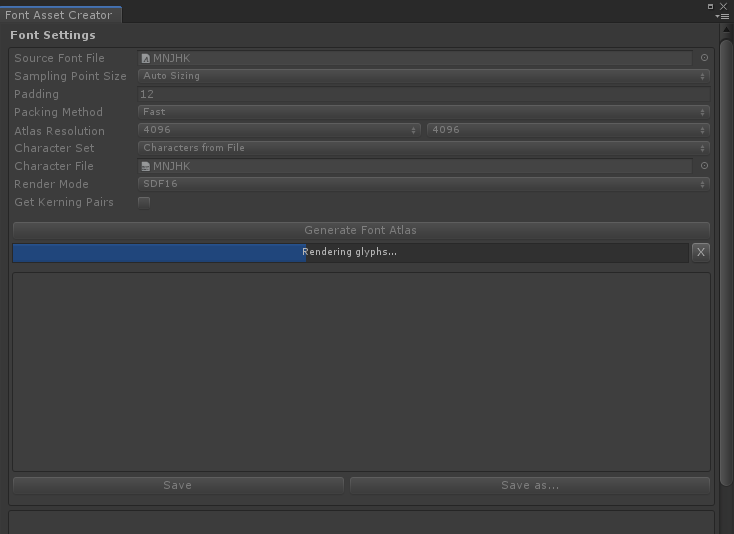 Font Asset Creator
Font Settings
Source Font File MNJHK
Sampling Point Size Auto Sizing
Padding 12
Packing Method Fast
Atlas Resolution 4096 4096
Character Set Characters from File
Character File MNJHK
Render Mode SDF16
Get Kerning Pairs
Generate Font Atlas
Rendering glyphs... X
Save Save as...